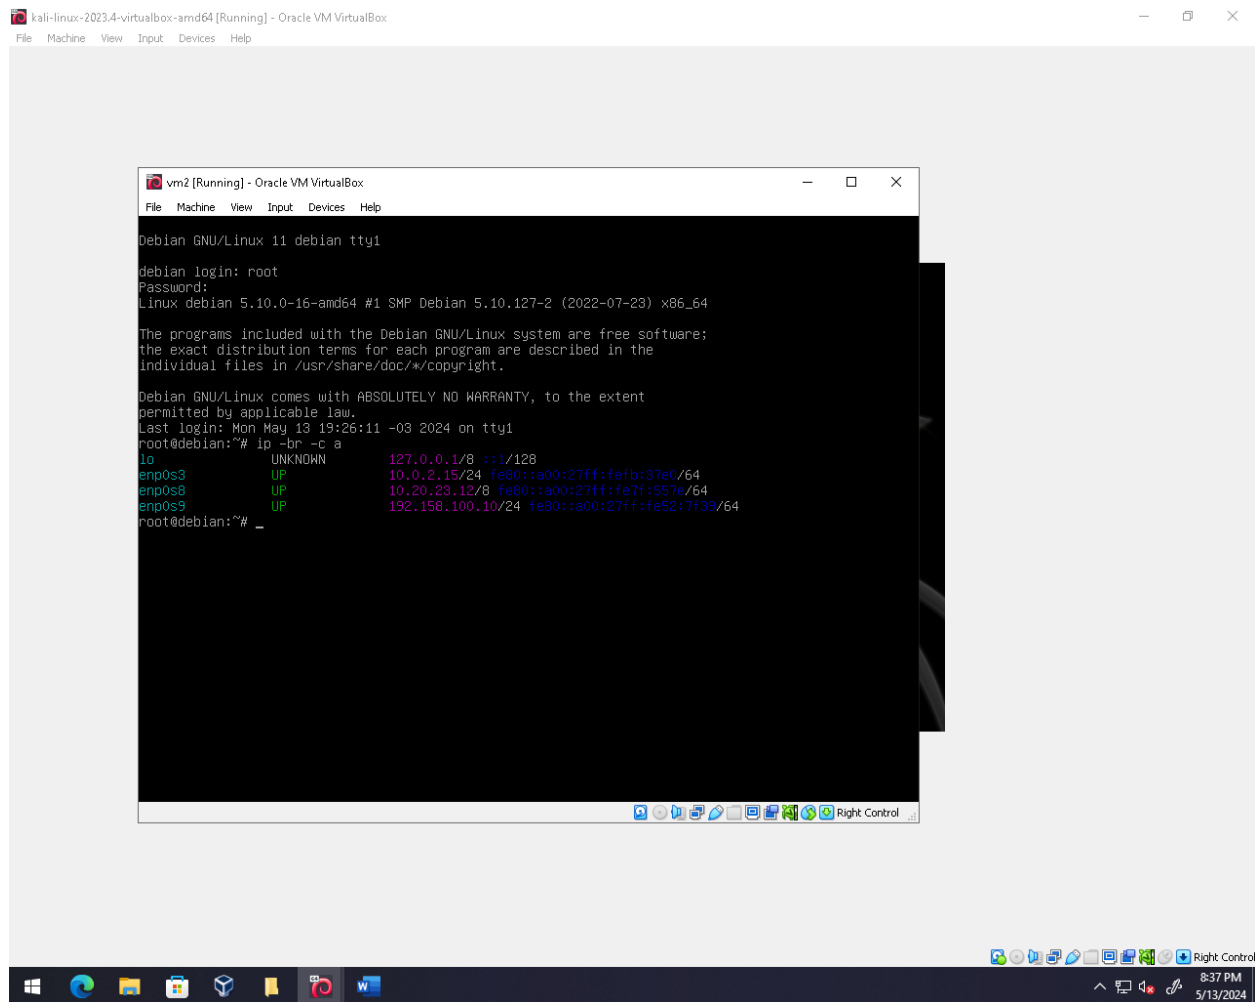 kali-linux-2023.4-virtualbox-amd64 [Running] - Oracle VM VirtualBox
File Machine View Input Devices Help
vm2 [Running] - Oracle VM VirtualBox
File Machine View Input Devices Help
Debian GNU/Linux 11 debian tty1
debian login: root
Password:
Linux debian 5.10.0-16-amd64 #1 SMP Debian 5.10.127-2 (2022-07-23) x86_64
The programs included with the Debian GNU/Linux system are free software;
the exact distribution terms for each program are described in the
individual files in /usr/share/doc/*/copyright.
Debian GNU/Linux comes with ABSOLUTELY NO WARRANTY, to the extent
permitted by applicable law.
Last login: Mon May 13 19:26:11 -03 2024 on tty1
root@debian:~# ip -br -c a
lo UNKNOWN 127.0.0.1/8 ::1/128
enp0s3 UP 10.0.2.15/24 /64
enp0s8 UP 10.20.23.12/8 /64
enp0s9 UP 192.158.100.10/24 /64
root@debian:~# _
Right Control
Right Control
8:37 PM
5/13/2024